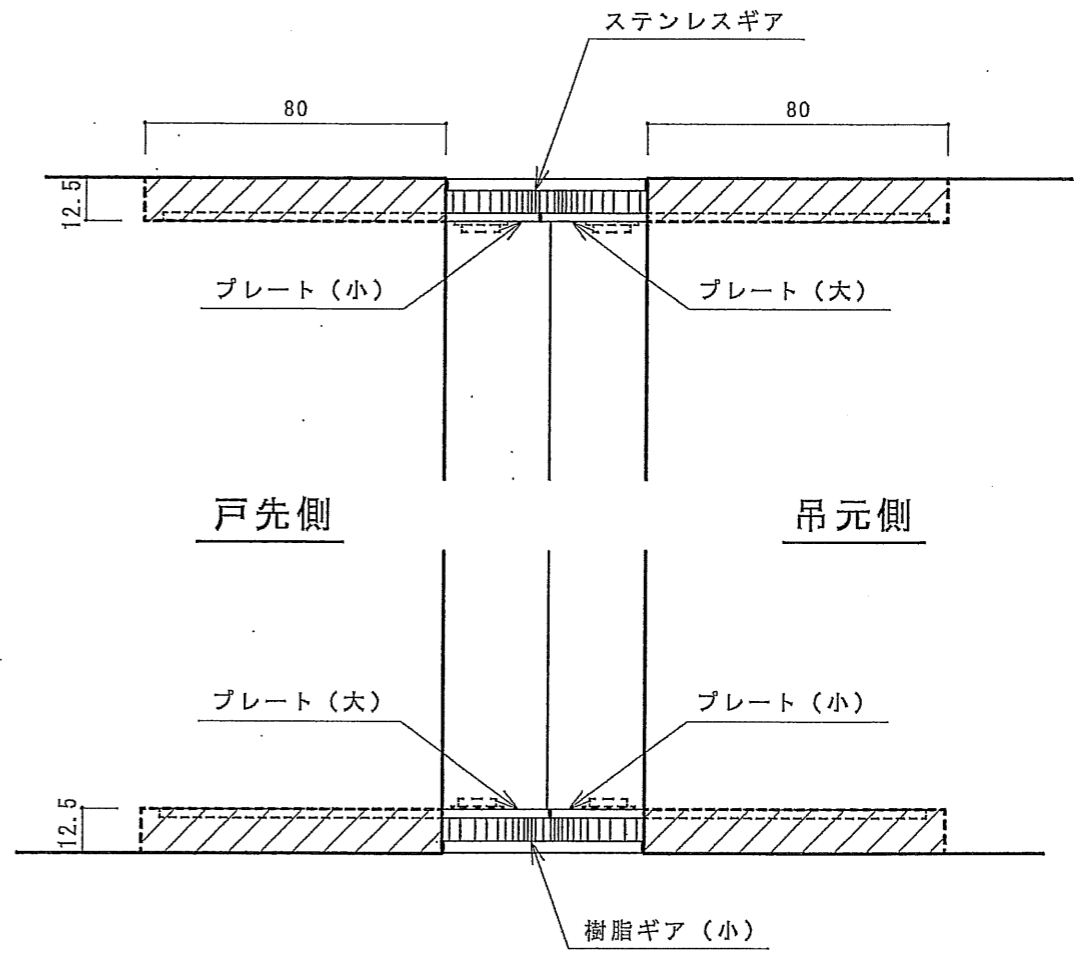 ステンレスギア
80
80
12.5
プレート（小）
プレート（大）
戸先側
吊元側
プレート（大）
プレート（小）
12.5
樹脂ギア（小）